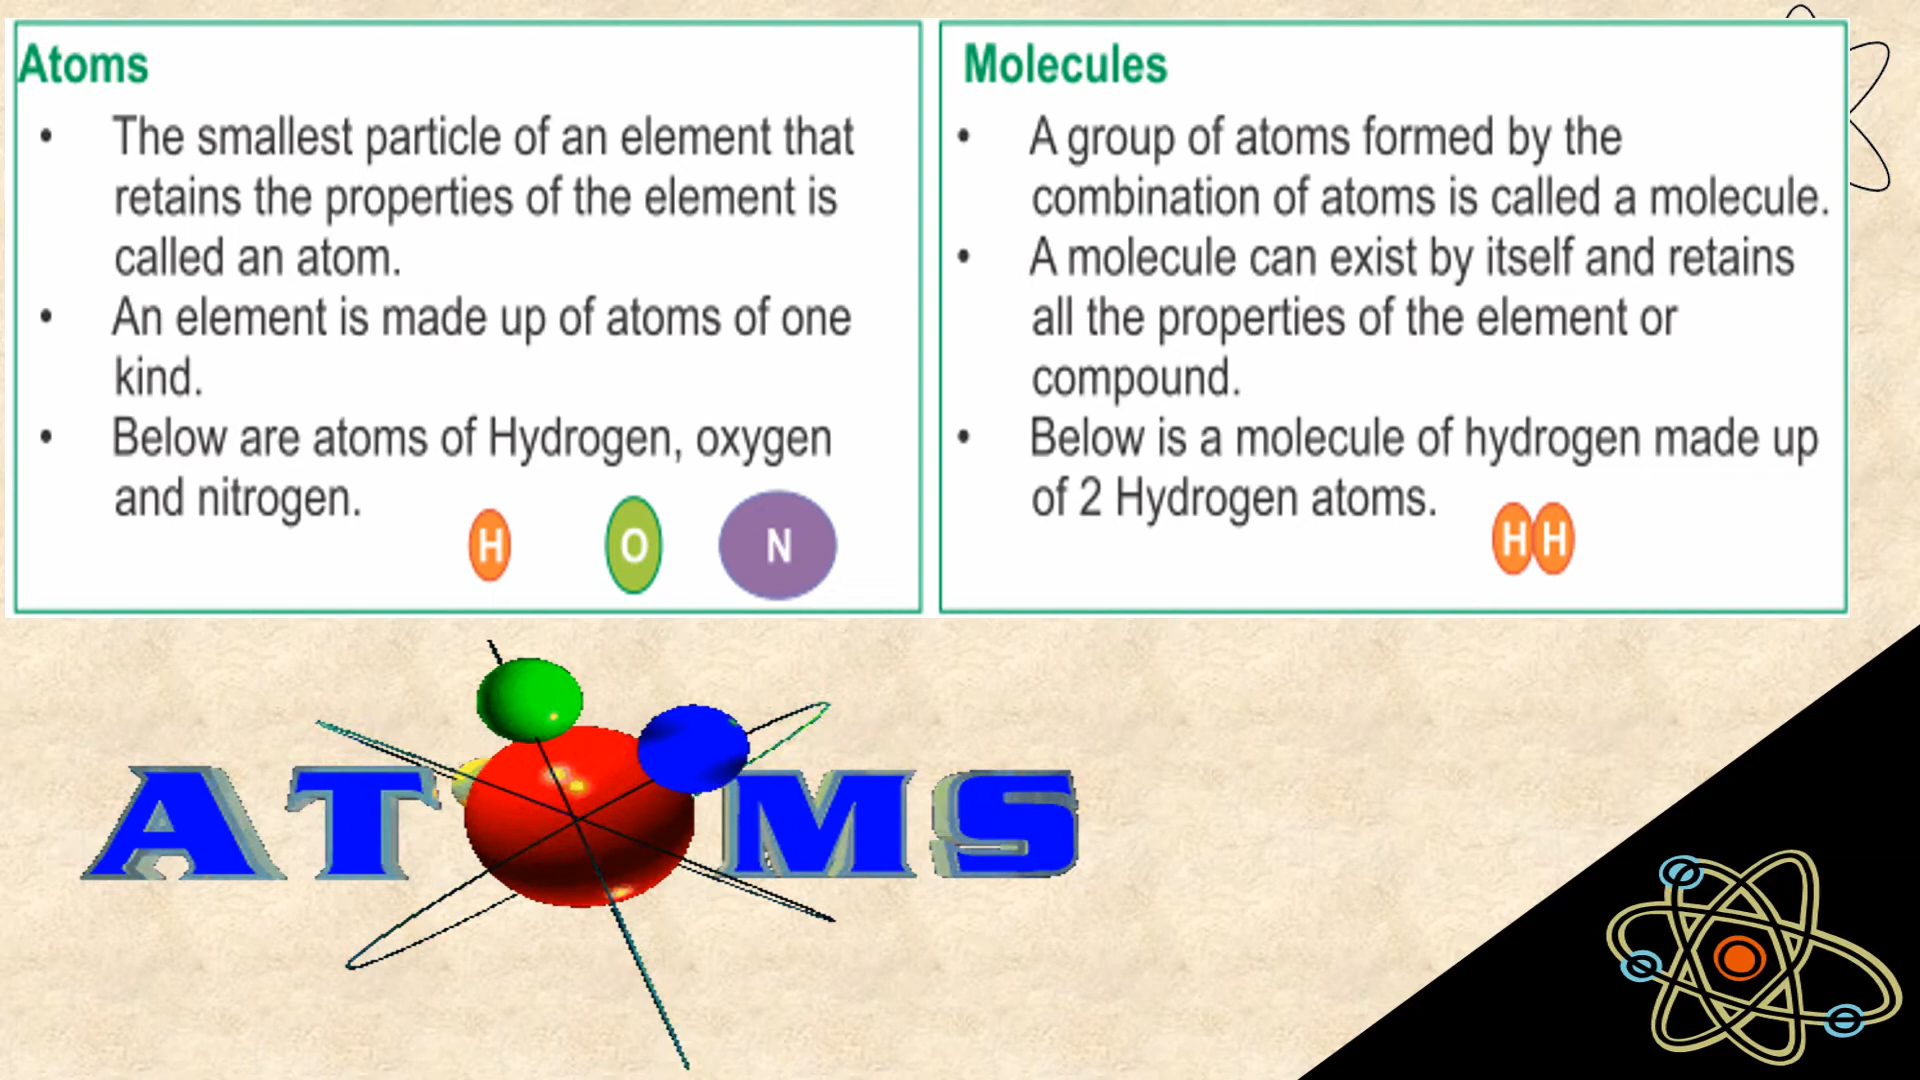 Atoms
• The smallest particle of an element that
retains the properties of the element is
called an atom.
• An element is made up of atoms of one
kind.
• Below are atoms of Hydrogen, oxygen
and nitrogen.
H O N
Molecules
• A group of atoms formed by the
combination of atoms is called a molecule.
• A molecule can exist by itself and retains
all the properties of the element or
compound.
• Below is a molecule of hydrogen made up
of 2 Hydrogen atoms.
HH
ATOMS